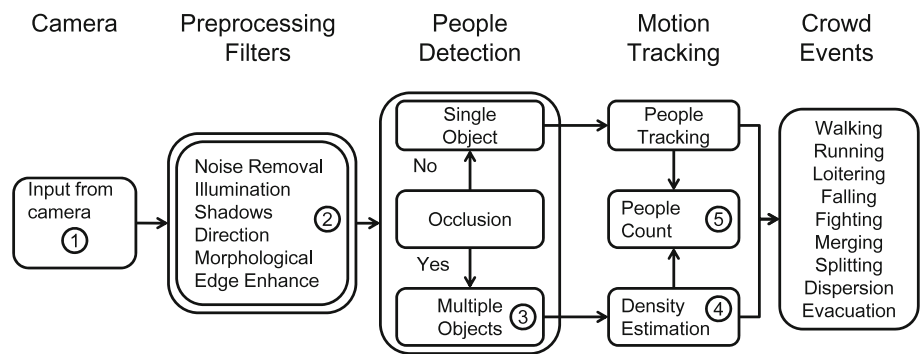 Camera
Preprocessing
Filters
People
Detection
Motion
Tracking
Crowd
Events
Input from
camera
1
Noise Removal
Illumination
Shadows
Direction
Morphological
Edge Enhance
2
Single
Object
No
Occlusion
Yes
Multiple
Objects
3
People
Tracking
People
Count
5
Density
Estimation
4
Walking
Running
Loitering
Falling
Fighting
Merging
Splitting
Dispersion
Evacuation